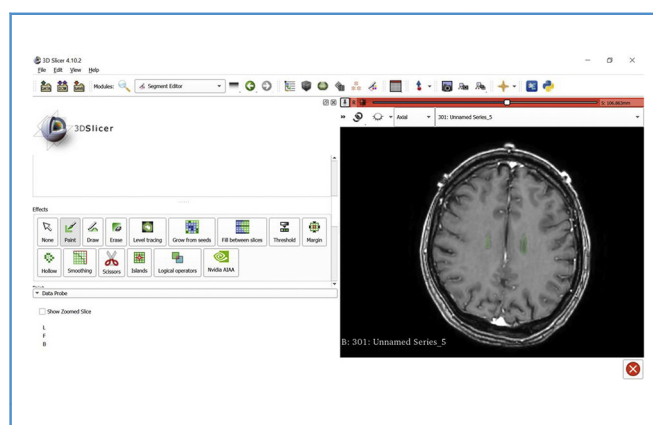 3D Slicer 4.10.2
File Edit View Help
Modules: Segment Editor
3DSlicer
Effects
None Paint Draw Erase Level tracing Grow from seeds Fill between slices Threshold Margin
Hollow Smoothing Scissors Islands Logical operators Nvidia AIAA
Data Probe
Show Zoomed Slice
L
F
B
Axial 301: Unnamed Series_5
B: 301: Unnamed Series_5